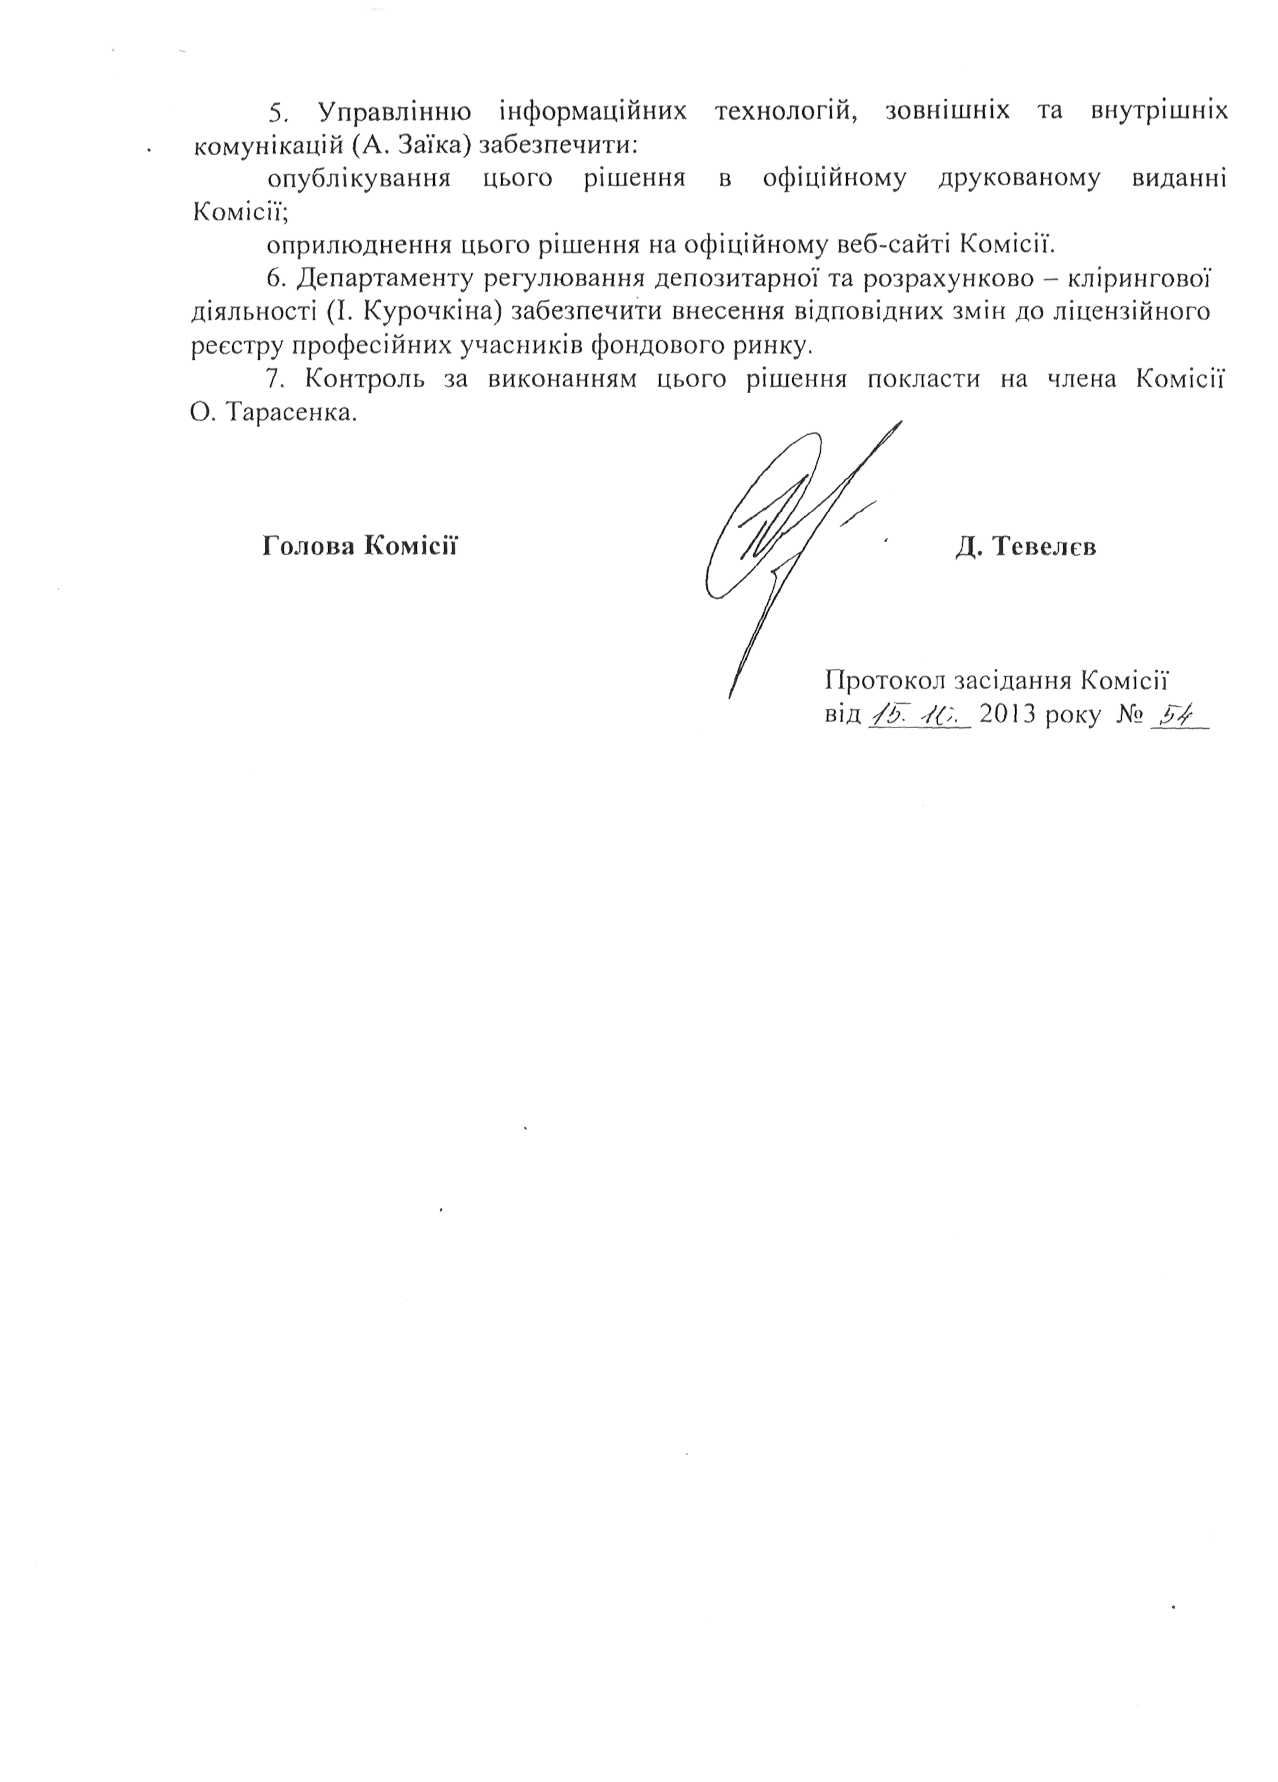 5. Управлінню інформаційних технологій, зовнішніх та внутрішніх
комунікацій (А. Заїка) забезпечити:
опублікування цього рішення в офіційному друкованому виданні
Комісії;
оприлюднення цього рішення на офіційному веб-сайті Комісії.
6. Департаменту регулювання депозитарної та розрахунково – клірингової
діяльності (І. Курочкіна) забезпечити внесення відповідних змін до ліцензійного
реєстру професійних учасників фондового ринку.
7. Контроль за виконанням цього рішення покласти на члена Комісії
О. Тарасенка.
Голова Комісії Д. Тевелєв
Протокол засідання Комісії
від 15. 10. 2013 року № 54